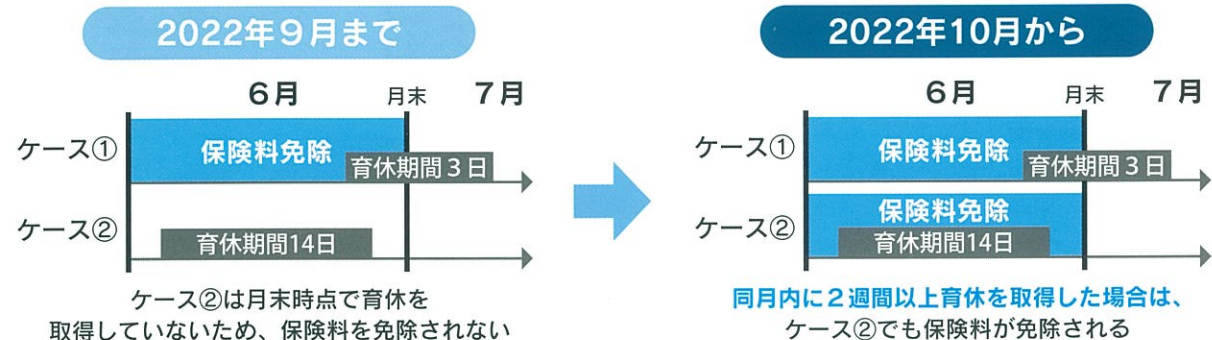 2022年9月まで
6月 月末 7月
ケース① 保険料免除
育休期間3日
ケース②
育休期間14日
ケース②は月末時点で育休を
取得していないため、保険料を免除されない
2022年10月から
6月 月末 7月
ケース① 保険料免除
育休期間3日
保険料免除
ケース②
育休期間14日
同月内に2週間以上育休を取得した場合は、
ケース②でも保険料が免除される